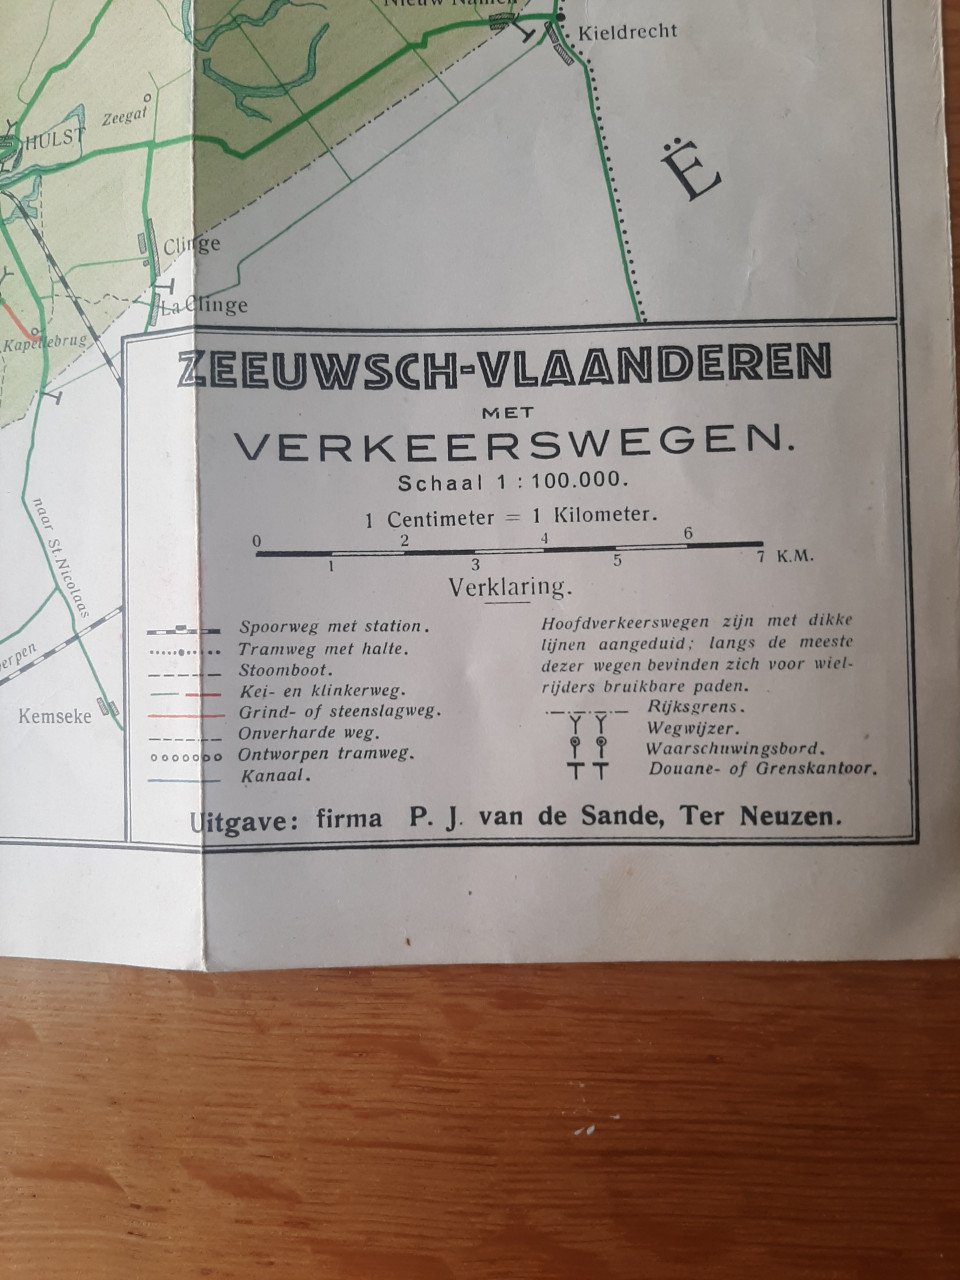 Nieuw Namen
Kieldrecht
Zeegat
HULST
Ë
Clinge
La Clinge
Kapellebrug
naar St. Nicolaas
Kemseke
ZEEUWSCH-VLAANDEREN
MET
VERKEERSWEGEN.
Schaal 1 : 100.000.
1 Centimeter = 1 Kilometer.
0 1 2 3 4 5 6 7 K.M.
Verklaring.
Spoorweg met station.
Tramweg met halte.
Stoomboot.
Kei- en klinkerweg.
Grind- of steenslagweg.
Onverharde weg.
Ontworpen tramweg.
Kanaal.
Hoofdverkeerswegen zijn met dikke
lijnen aangeduid; langs de meeste
dezer wegen bevinden zich voor wiel-
rijders bruikbare paden.
Rijksgrens.
Wegwijzer.
Waarschuwingsbord.
Douane- of Grenskantoor.
Uitgave: firma P. J. van de Sande, Ter Neuzen.